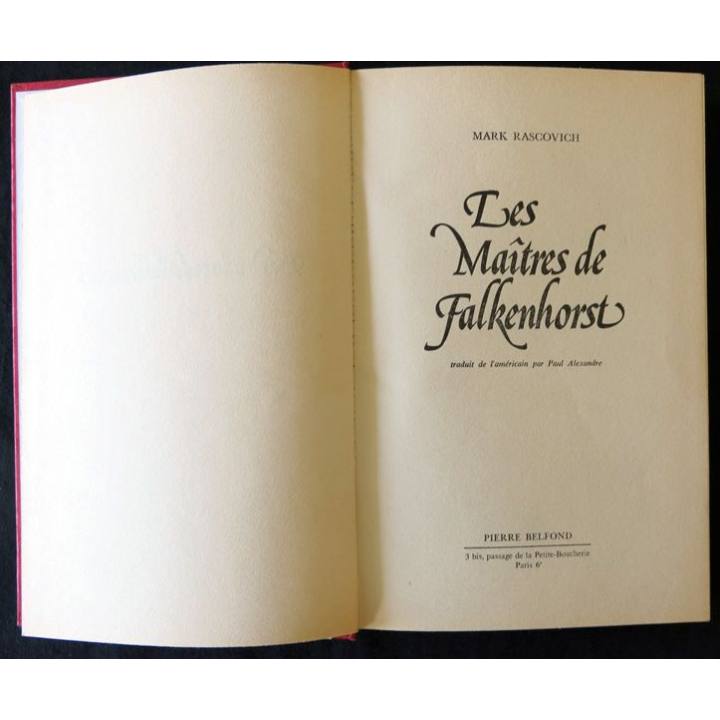 MARK RASCOVICH
Les
Maîtres de
Falkenhorst
traduit de l'américain par Paul Alexandre
PIERRE BELFOND
3 bis, passage de la Petite-Boucherie
Paris 6e